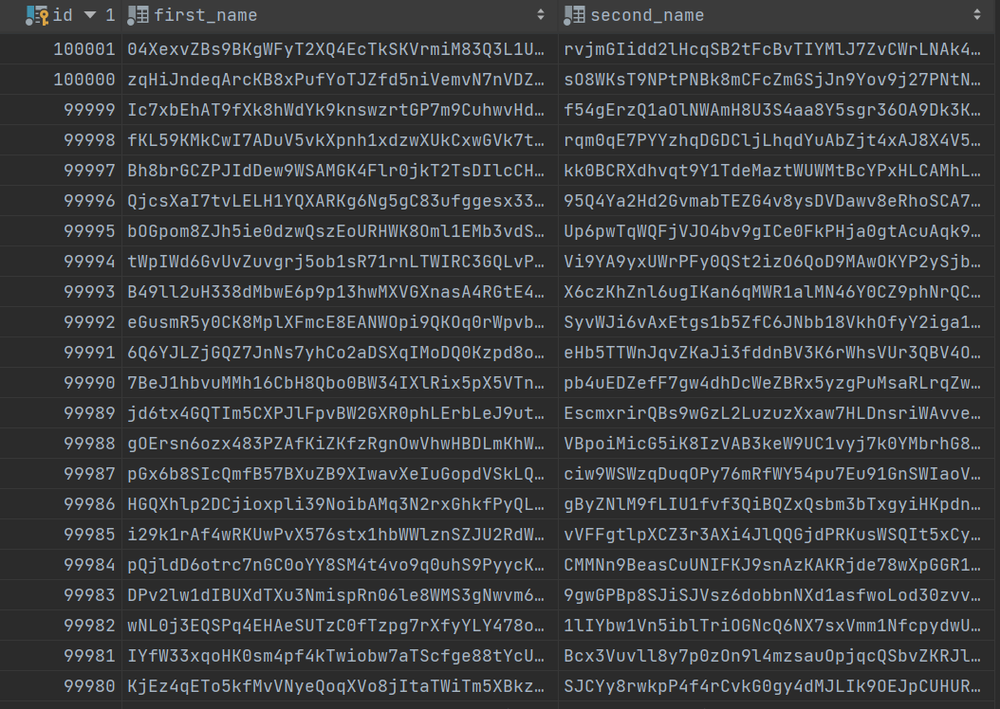 id 1 first_name second_name
100001 04XexvZBs9BKgWFyT2XQ4EcTkSKVrmiM83Q3L1U… rvjmGIidd2lHcqSB2tFcBvTIYMlJ7ZvCWrLNAk4…
100000 zqHiJndeqArcKB8xPufYoTJZfd5niVemvN7nVDZ… sO8WKsT9NPtPNBk8mCFcZmGSjJn9Yov9j27PNtN…
99999 Ic7xbEhAT9fXk8hWdYk9knswzrtGP7m9CuhwvHd… f54gErzQ1aOlNWAmH8U3S4aa8Y5sgr36OA9Dk3K…
99998 fKL59KMkCwI7ADuV5vkXpnh1xdzwXUkCxwGVk7t… rqm0qE7PYYzhqDGDCljLhqdYuAbZjt4xAJ8X4V5…
99997 Bh8brGCZPJIdDew9WSAMGK4Flr0jkT2TsDIlcCH… kk0BCRXdhvqt9Y1TdeMaztWUWMtBcYPxHLCAMhL…
99996 QjcsXaI7tvLELH1YQXARKg6Ng5gC83ufggesx33… 95Q4Ya2Hd2GvmabTEZG4v8ysDVDawv8eRhoSCA7…
99995 bOGpom8ZJh5ie0dzwQszEoURHWK8Oml1EMb3vdS… Up6pwTqWQFjVJO4bv9gICe0FkPHja0gtAcuAqk9…
99994 tWpIWd6GvUvZuvgrj5ob1sR71rnLTWIRC3GQLvP… Vi9YA9yxUWrPFy0QSt2izO6QoD9MAwOKYP2ySjb…
99993 B49ll2uH338dMbwE6p9p13hwMXVGXnasA4RGtE4… X6czKhZnl6ugIKan6qMWR1alMN46Y0CZ9phNrQC…
99992 eGusmR5y0CK8MplXFmcE8EANWOpi9QKOq0rWpvb… SyvWJi6vAxEtgs1b5ZfC6JNbb18VkhOfyY2iga1…
99991 6Q6YJLZjGQZ7JnNs7yhCo2aDSXqIMoDQ0Kzpd8o… eHb5TTWnJqvZKaJi3fddnBV3K6rWhsVUr3QBV4O…
99990 7BeJ1hbvuMMh16CbH8Qbo0BW34IXlRix5pX5VTn… pb4uEDZefF7gw4dhDcWeZBRx5yzgPuMsaRLrqZw…
99989 jd6tx4GQTIm5CXPJlFpvBW2GXR0phLErbLeJ9ut… EscmxrirQBs9wGzL2LuzuzXxaw7HLDnsriWAvve…
99988 gOErsn6ozx483PZAfKiZKfzRgnOwVhwHBDLmKhW… VBpoiMicG5iK8IzVAB3keW9UC1vyj7k0YMbrhG8…
99987 pGx6b8SIcQmfB57BXuZB9XIwavXeIuGopdVSkLQ… ciw9WSWzqDuqOPy76mRfWY54pu7Eu91GnSWIaoV…
99986 HGQXhlp2DCjioxpli39NoibAMq3N2rxGhkfPyQL… gByZNlM9fLIU1fvf3QiBQZxQsbm3bTxgyiHKpdn…
99985 i29k1rAf4wRKUwPvX576stx1hbWWlznSZJU2RdW… vVFFgtlpXCZ3r3AXi4JlQQGjdPRKusWSQIt5xCy…
99984 pQjldD6otrc7nGC0oYY8SM4t4vo9q0uhS9PyycK… CMMNn9BeasCuUNIFKJ9snAzKAKRjde78wXpGGR1…
99983 DPv2lw1dIBUXdTXu3NmispRn06le8WMS3gNwvm6… 9gwGPBp8SJiSJVsz6dobbnNXd1asfwoLod30zvv…
99982 wNL0j3EQSPq4EHAeSUTzC0fTzpg7rXfyYLY478o… 1lIYbw1Vn5iblTriOGNcQ6NX7sxVmm1NfcpydwU…
99981 IYfW33xqoHK0sm4pf4kTwiobw7aTScfge88tYcU… Bcx3Vuvll8y7p0zOn9l4mzsauOpjqcQSbvZKRJl…
99980 KjEz4qETo5kfMvVNyeQoqXVo8jItaTWiTm5XBkz… SJCYy8rwkpP4f4rCvkG0gy4dMJLIk9OEJpCUHUR…